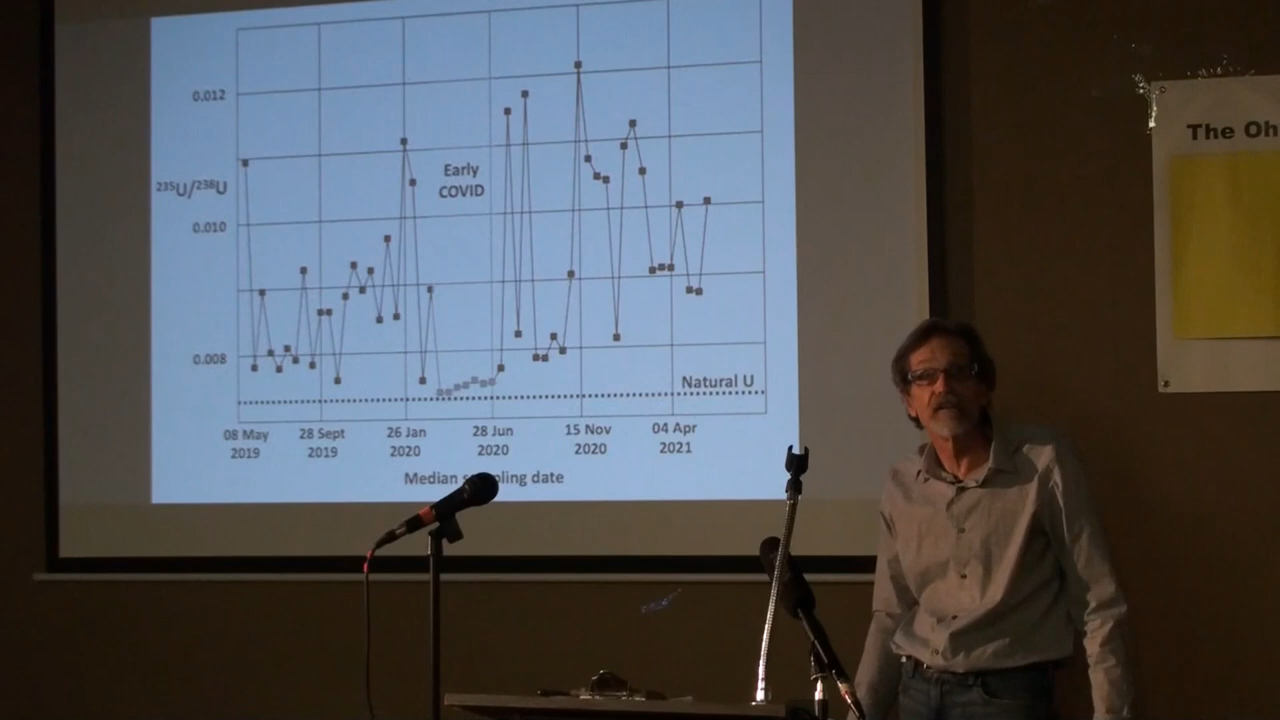 0.012
Early
COVID
²³⁵U/²³⁸U
0.010
0.008
Natural U
08 May
2019
28 Sept
2019
26 Jan
2020
28 Jun
2020
15 Nov
2020
04 Apr
2021
Median sampling date
The Oh